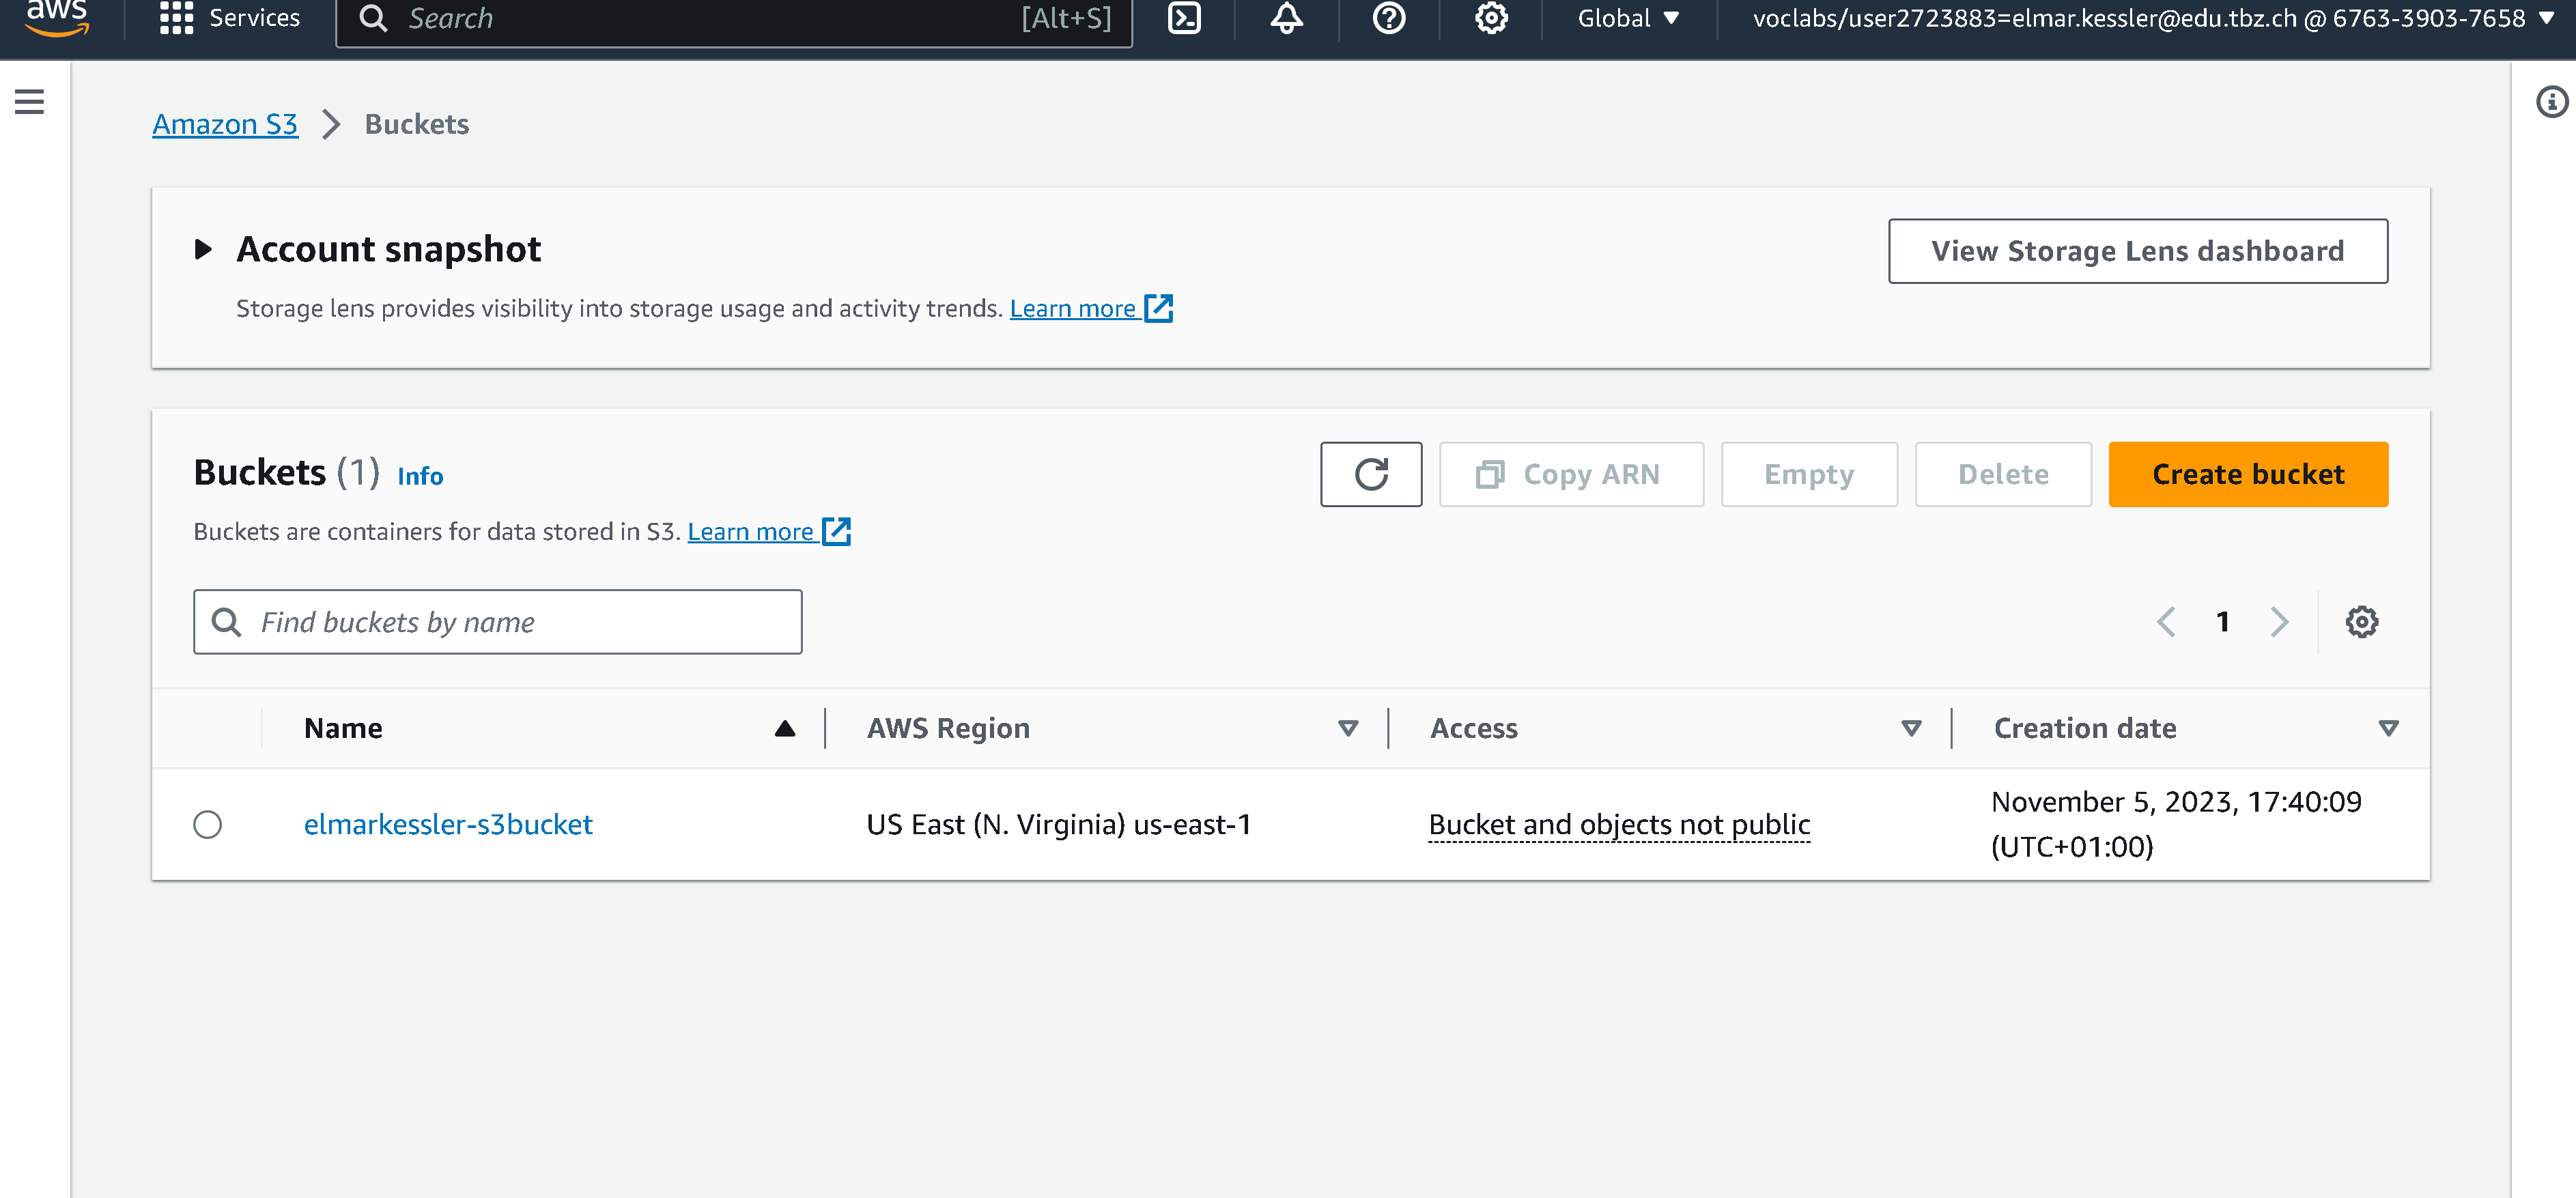 aws
Services
Search [Alt+S]
Global
voclabs/user2723883=elmar.kessler@edu.tbz.ch @ 6763-3903-7658
Amazon S3 Buckets
Account snapshot
View Storage Lens dashboard
Storage lens provides visibility into storage usage and activity trends. Learn more
Buckets (1) Info
Copy ARN
Empty
Delete
Create bucket
Buckets are containers for data stored in S3. Learn more
Find buckets by name
1
Name AWS Region Access Creation date
elmarkessler-s3bucket US East (N. Virginia) us-east-1 Bucket and objects not public November 5, 2023, 17:40:09
(UTC+01:00)